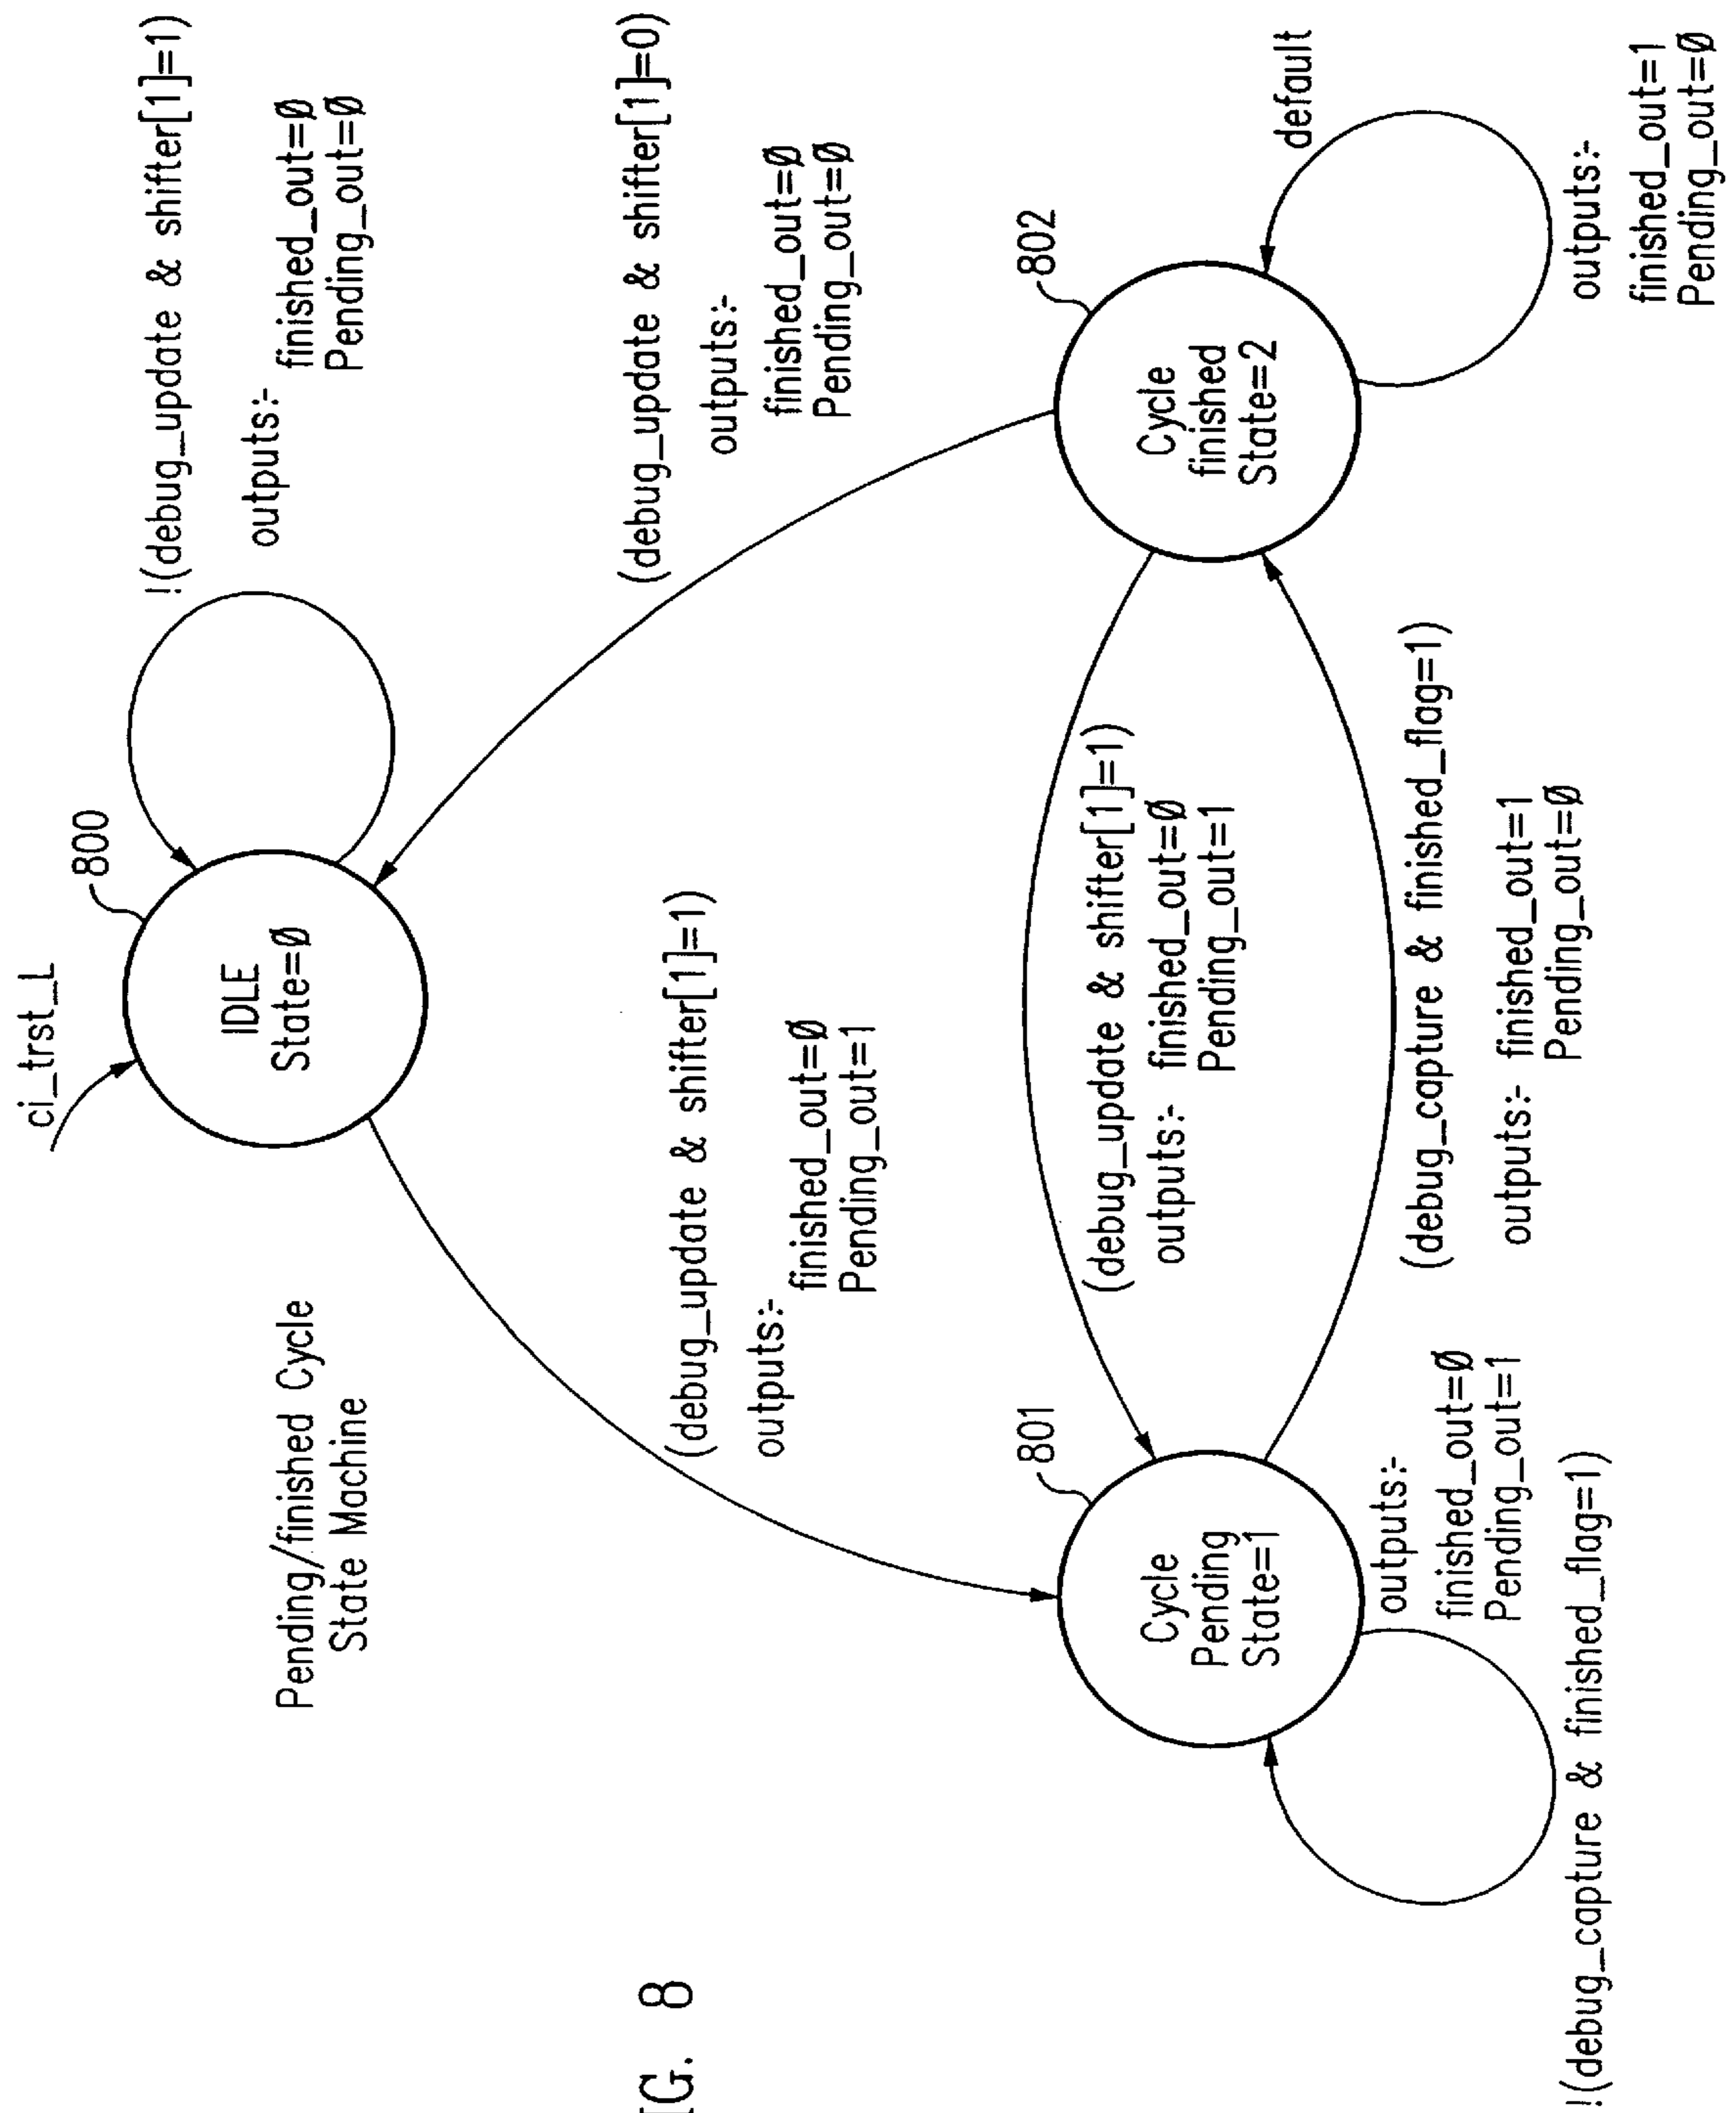 ci_trst_L
800
IDLE
State=Ø
!(debug_update & shifter[1]=1)
outputs:-
finished_out=Ø
Pending_out=Ø
Pending/finished Cycle
State Machine
(debug_update & shifter[1]=1)
outputs:-
finished_out=Ø
Pending_out=1
(debug_update & shifter[1]=0)
outputs:-
finished_out=Ø
Pending_out=Ø
801
Cycle
Pending
State=1
(debug_update & shifter[1]=1)
outputs:- finished_out=Ø
Pending_out=1
802
Cycle
finished
State=2
default
outputs:-
finished_out=1
Pending_out=Ø
(debug_capture & finished_flag=1)
outputs:- finished_out=1
Pending_out=Ø
outputs:-
finished_out=Ø
Pending_out=1
!(debug_capture & finished_flag=1)
IG. 8